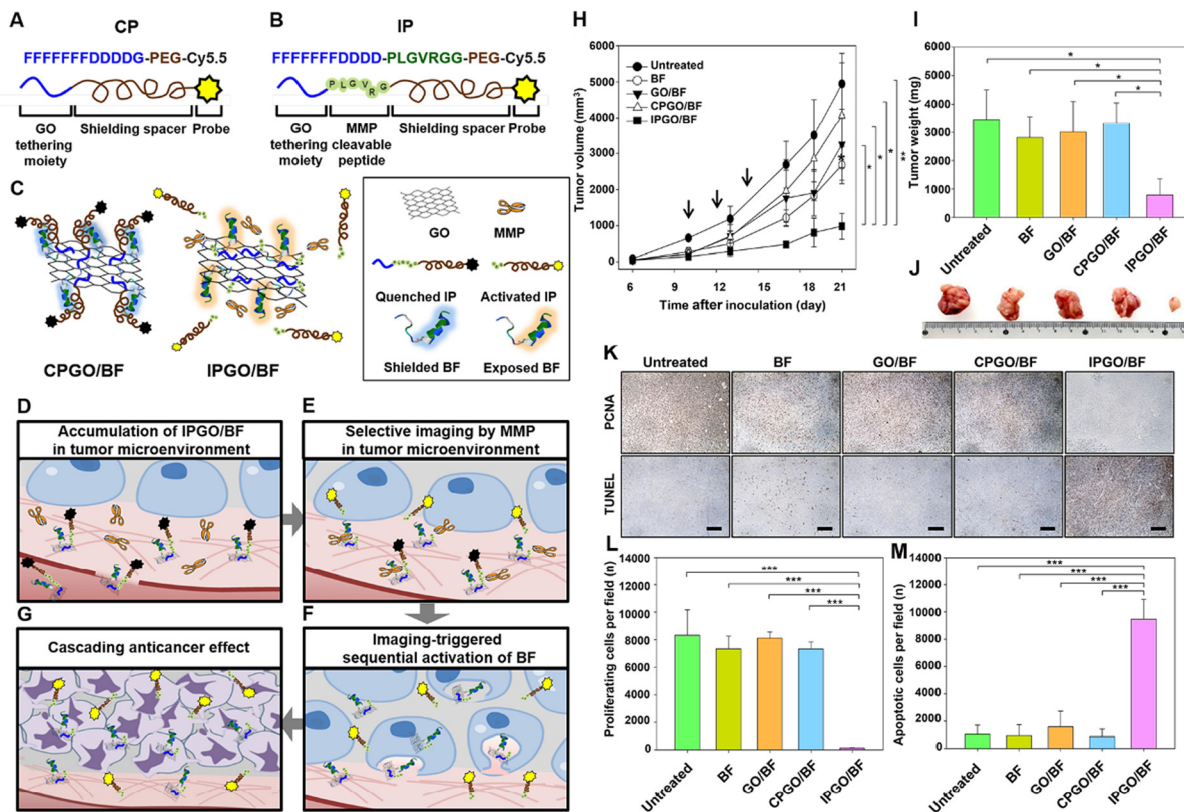 A
CP
FFFFFFFDDDDG-PEG-Cy5.5
GO
tethering
moiety
Shielding spacer
Probe
B
IP
FFFFFFFDDDD-PLGVRGG-PEG-Cy5.5
P L G V R G
GO
tethering
moiety
MMP
cleavable
peptide
Shielding spacer
Probe
C
CPGO/BF
IPGO/BF
GO
MMP
Quenched IP
Activated IP
Shielded BF
Exposed BF
D
Accumulation of IPGO/BF
in tumor microenvironment
E
Selective imaging by MMP
in tumor microenvironment
G
Cascading anticancer effect
F
Imaging-triggered
sequential activation of BF
H
Tumor volume (mm³)
6000
5000
4000
3000
2000
1000
0
Untreated
BF
GO/BF
CPGO/BF
IPGO/BF
*
*
*
**
*
6 9 12 15 18 21
Time after inoculation (day)
I
Tumor weight (mg)
6000
5000
4000
3000
2000
1000
0
*
*
*
*
Untreated
BF
GO/BF
CPGO/BF
IPGO/BF
J
K
Untreated BF GO/BF CPGO/BF IPGO/BF
PCNA
TUNEL
L
Proliferating cells per field (n)
14000
12000
10000
8000
6000
4000
2000
0
***
***
***
***
Untreated
BF
GO/BF
CPGO/BF
IPGO/BF
M
Apoptotic cells per field (n)
14000
12000
10000
8000
6000
4000
2000
0
***
***
***
***
Untreated
BF
GO/BF
CPGO/BF
IPGO/BF